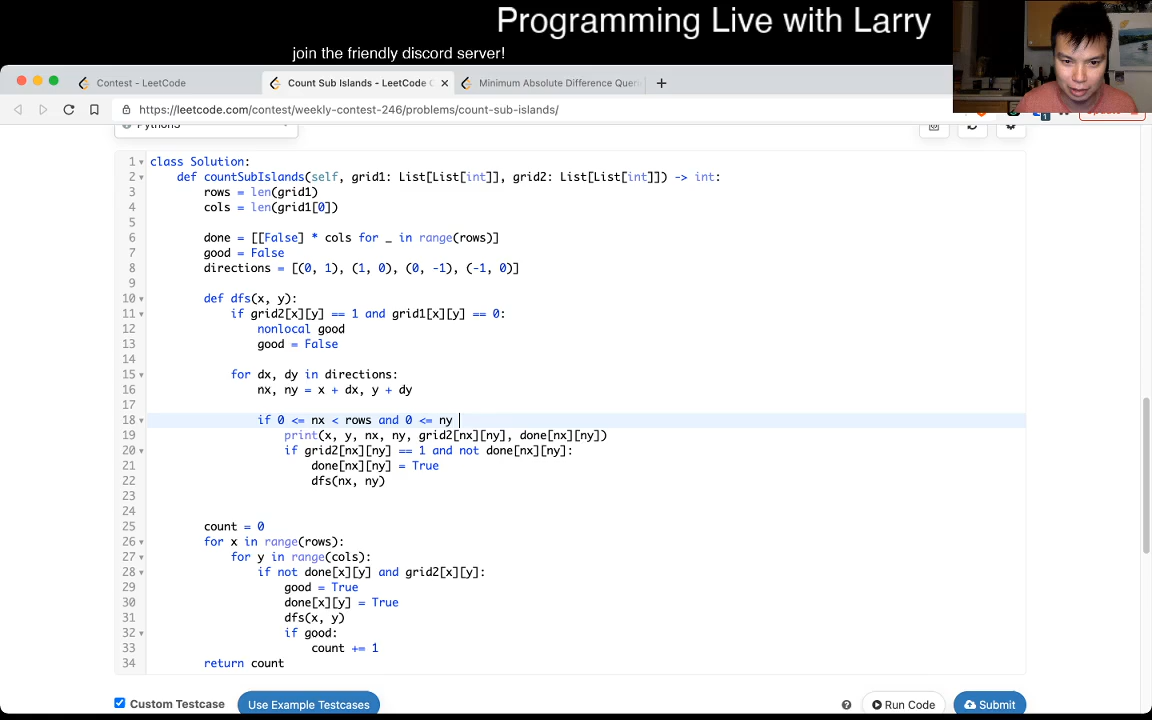 Programming Live with Larry
join the friendly discord server!
Contest - LeetCode
Count Sub Islands - LeetCode
Minimum Absolute Difference Quer
https://leetcode.com/contest/weekly-contest-246/problems/count-sub-islands/
Python
1 class Solution:
2 def countSubIslands(self, grid1: List[List[int]], grid2: List[List[int]]) -> int:
3 rows = len(grid1)
4 cols = len(grid1[0])
5
6 done = [[False] * cols for _ in range(rows)]
7 good = False
8 directions = [(0, 1), (1, 0), (0, -1), (-1, 0)]
9
10 def dfs(x, y):
11 if grid2[x][y] == 1 and grid1[x][y] == 0:
12 nonlocal good
13 good = False
14
15 for dx, dy in directions:
16 nx, ny = x + dx, y + dy
17
18 if 0 <= nx < rows and 0 <= ny
19 print(x, y, nx, ny, grid2[nx][ny], done[nx][ny])
20 if grid2[nx][ny] == 1 and not done[nx][ny]:
21 done[nx][ny] = True
22 dfs(nx, ny)
23
24
25 count = 0
26 for x in range(rows):
27 for y in range(cols):
28 if not done[x][y] and grid2[x][y]:
29 good = True
30 done[x][y] = True
31 dfs(x, y)
32 if good:
33 count += 1
34 return count
Custom Testcase
Use Example Testcases
Run Code
Submit